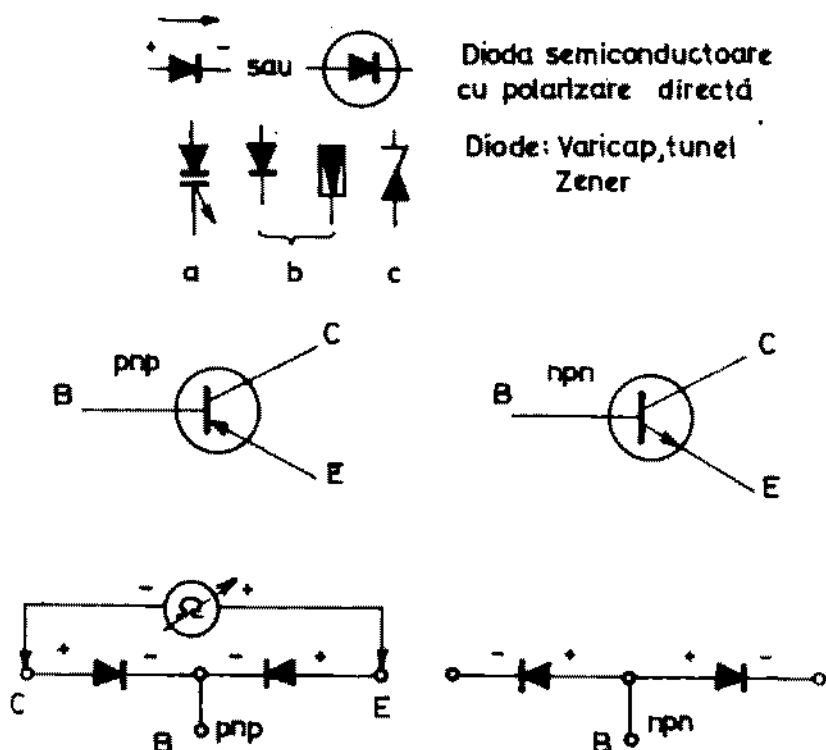 + - sau
Dioda semiconductoare
cu polarizare directă
Diode: Varicap, tunel
Zener
a b c
pnp C
B
E
npn C
B
E
- Ω +
+ - - +
C E
B pnp
- + + -
B npn